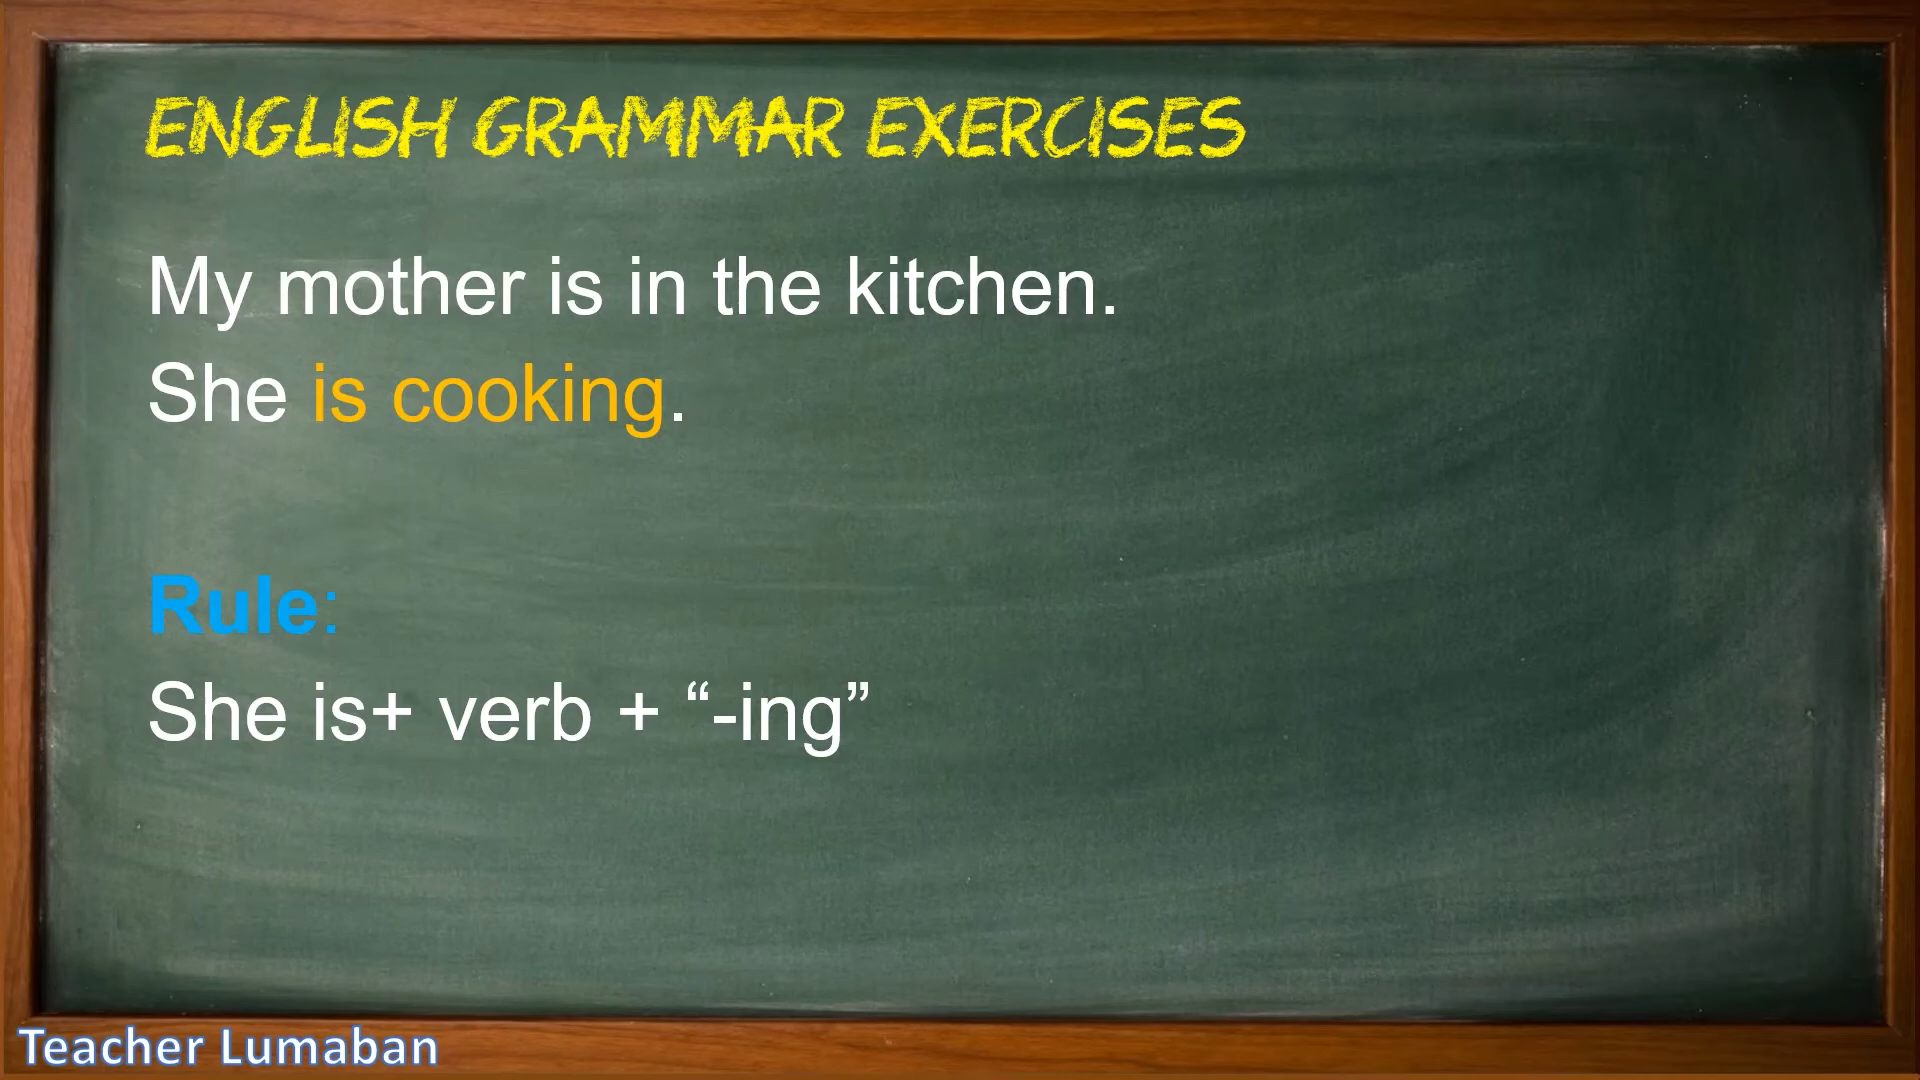 ENGLISH GRAMMAR EXERCISES
My mother is in the kitchen.
She is cooking.
Rule:
She is+ verb + “-ing”
Teacher Lumaban